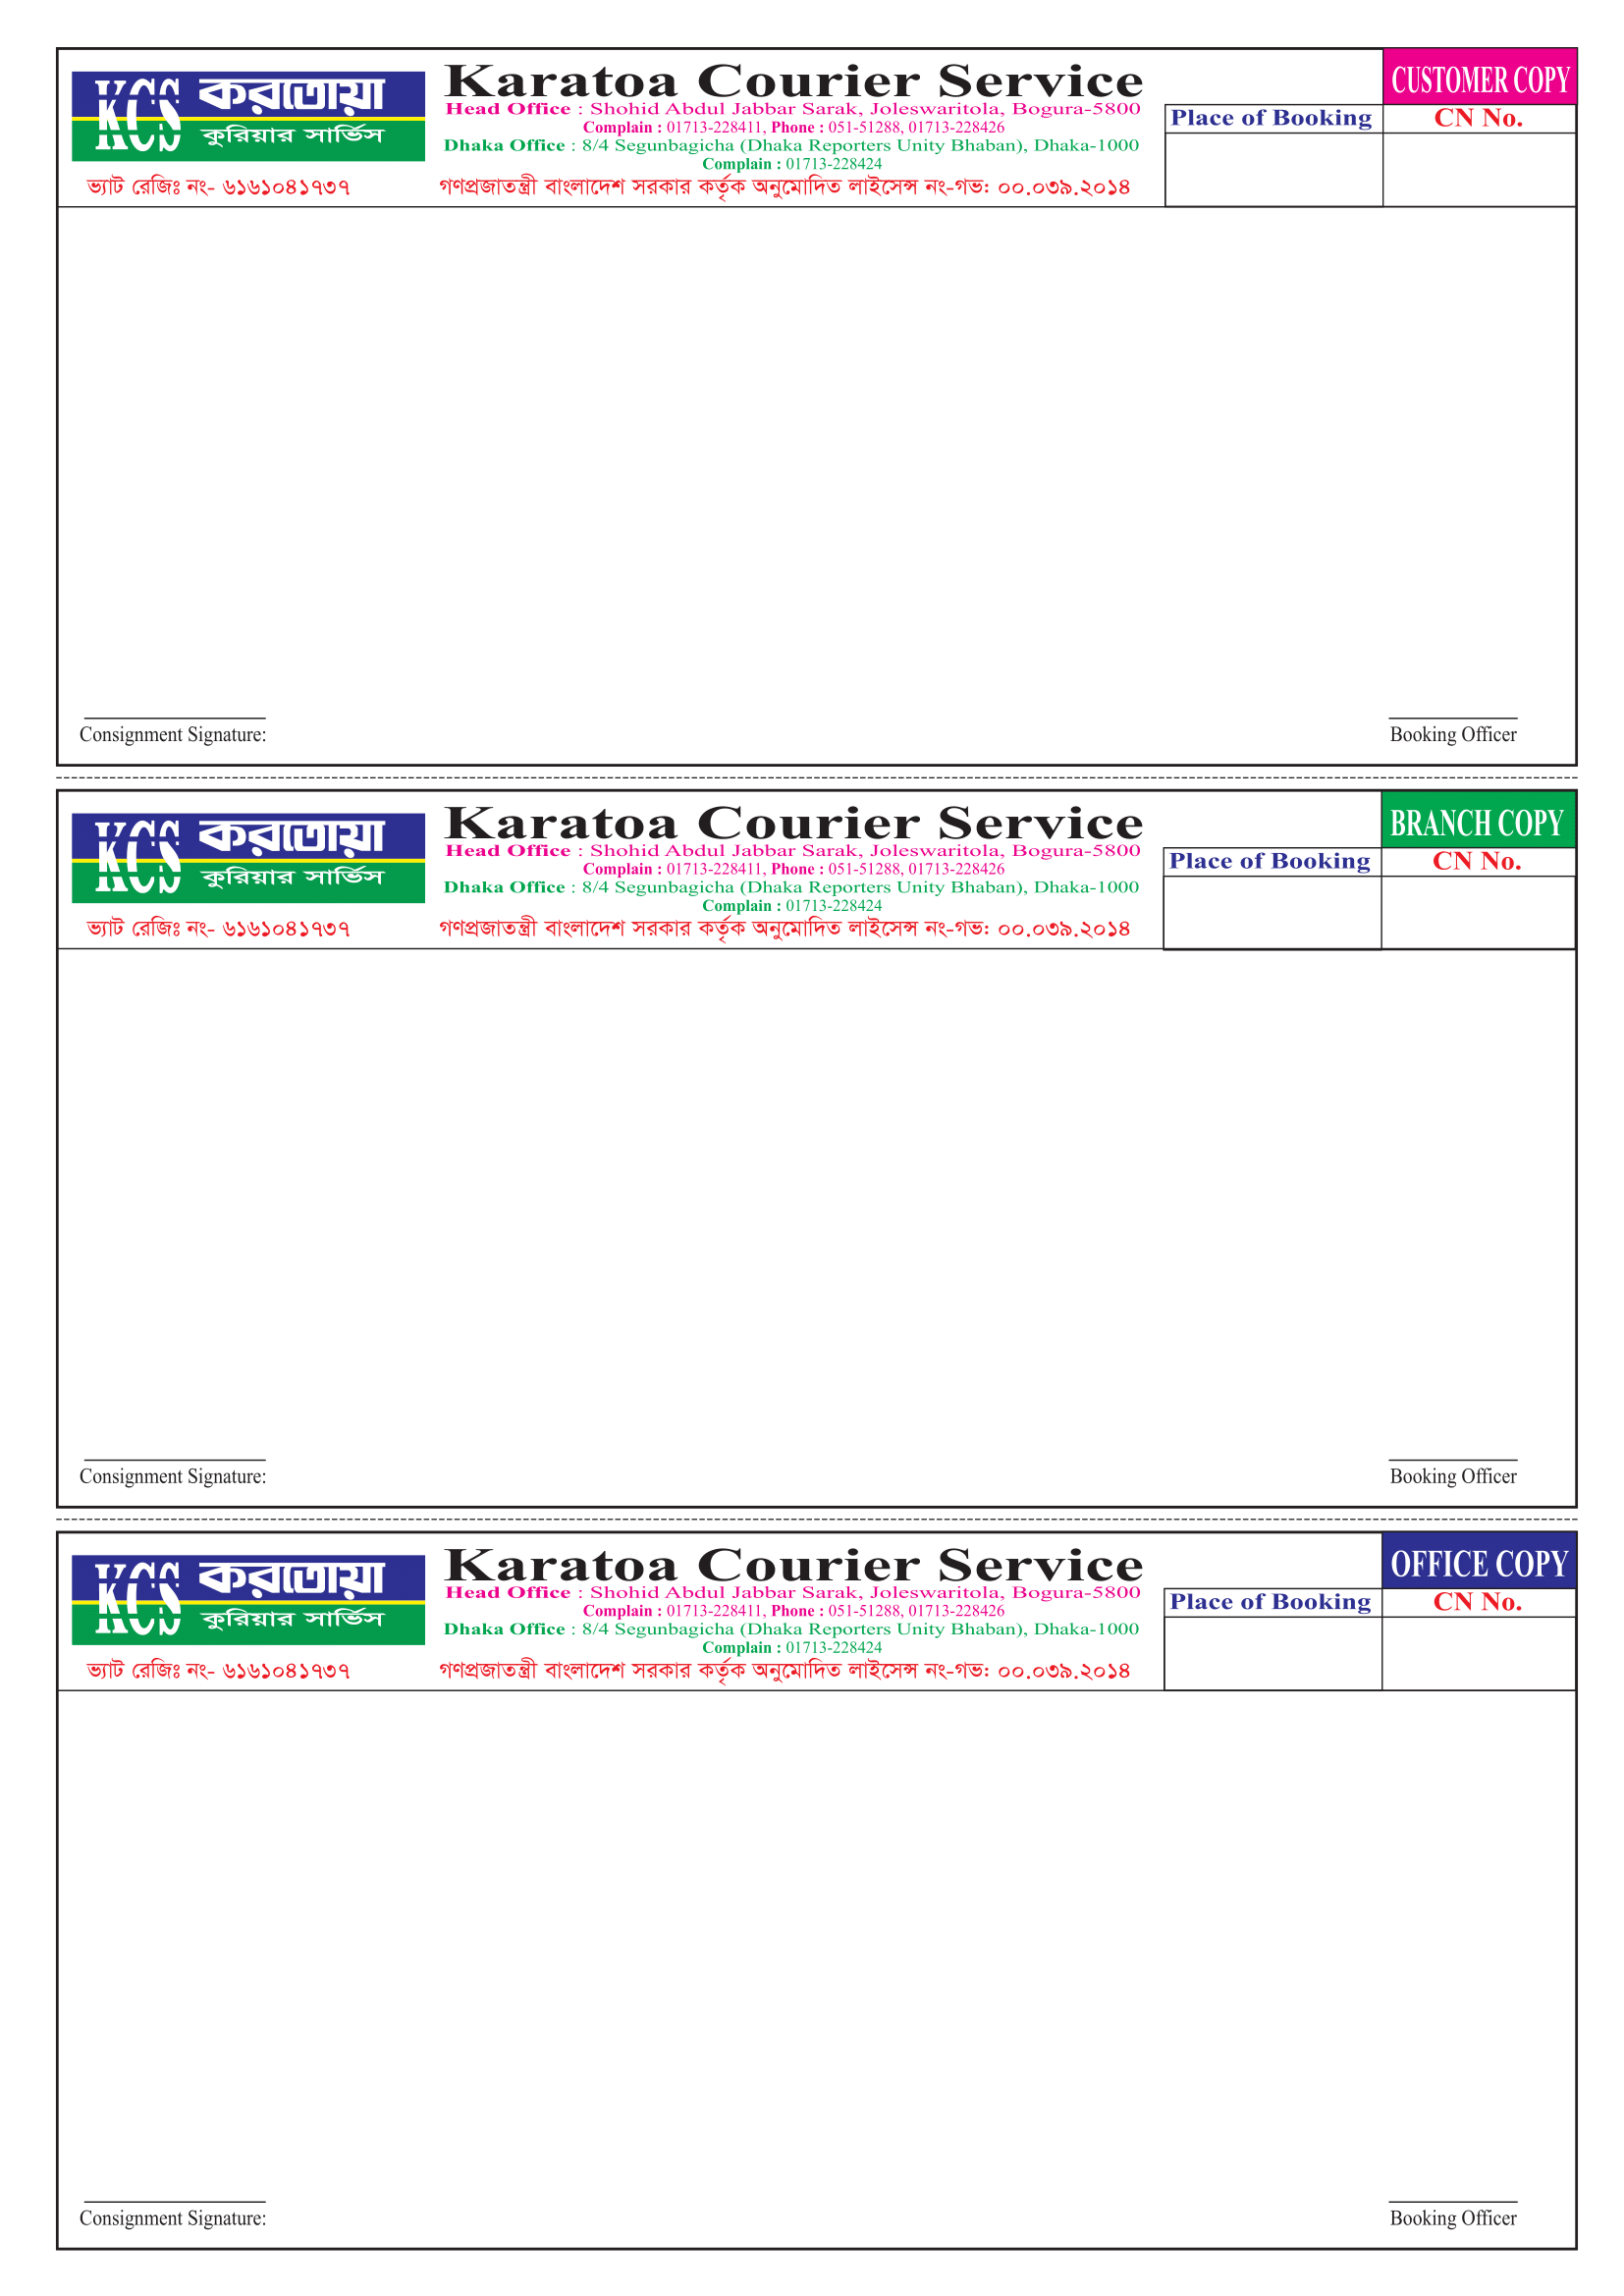 KCS করতোয়া
কুরিয়ার সার্ভিস
ভ্যাট রেজিঃ নং- ৬১৬১০৪১৭৩৭
Karatoa Courier Service
Head Office : Shohid Abdul Jabbar Sarak, Joleswaritola, Bogura-5800
Complain : 01713-228411, Phone : 051-51288, 01713-228426
Dhaka Office : 8/4 Segunbagicha (Dhaka Reporters Unity Bhaban), Dhaka-1000
Complain : 01713-228424
গণপ্রজাতন্ত্রী বাংলাদেশ সরকার কর্তৃক অনুমোদিত লাইসেন্স নং-গভ: ০০.০৩৯.২০১৪
CUSTOMER COPY
Place of Booking CN No.
Consignment Signature: Booking Officer
KCS করতোয়া
কুরিয়ার সার্ভিস
ভ্যাট রেজিঃ নং- ৬১৬১০৪১৭৩৭
Karatoa Courier Service
Head Office : Shohid Abdul Jabbar Sarak, Joleswaritola, Bogura-5800
Complain : 01713-228411, Phone : 051-51288, 01713-228426
Dhaka Office : 8/4 Segunbagicha (Dhaka Reporters Unity Bhaban), Dhaka-1000
Complain : 01713-228424
গণপ্রজাতন্ত্রী বাংলাদেশ সরকার কর্তৃক অনুমোদিত লাইসেন্স নং-গভ: ০০.০৩৯.২০১৪
BRANCH COPY
Place of Booking CN No.
Consignment Signature: Booking Officer
KCS করতোয়া
কুরিয়ার সার্ভিস
ভ্যাট রেজিঃ নং- ৬১৬১০৪১৭৩৭
Karatoa Courier Service
Head Office : Shohid Abdul Jabbar Sarak, Joleswaritola, Bogura-5800
Complain : 01713-228411, Phone : 051-51288, 01713-228426
Dhaka Office : 8/4 Segunbagicha (Dhaka Reporters Unity Bhaban), Dhaka-1000
Complain : 01713-228424
গণপ্রজাতন্ত্রী বাংলাদেশ সরকার কর্তৃক অনুমোদিত লাইসেন্স নং-গভ: ০০.০৩৯.২০১৪
OFFICE COPY
Place of Booking CN No.
Consignment Signature: Booking Officer